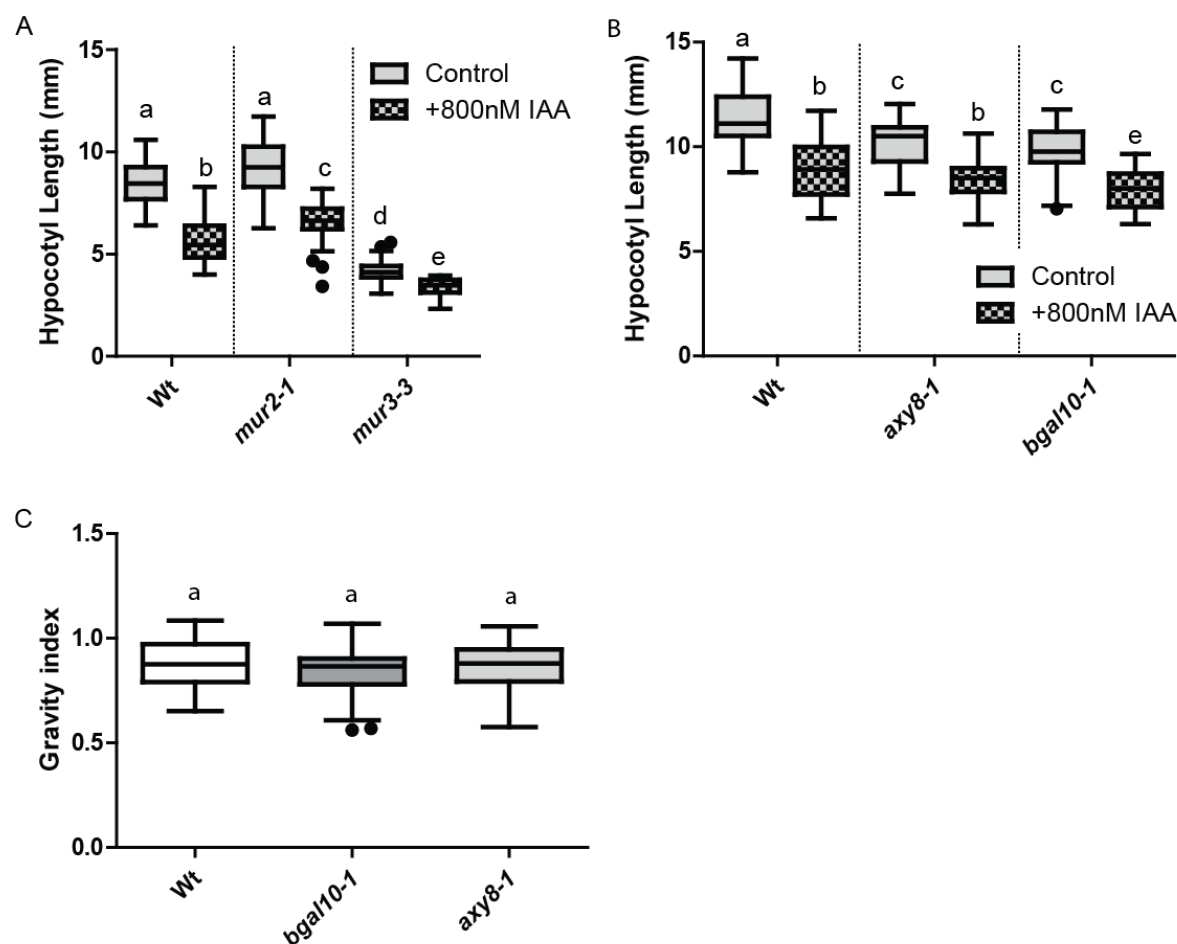 A
Hypocotyl Length (mm)
15
10
5
0
a
b
a
c
d
e
Control
+800nM IAA
Wt
mur2-1
mur3-3
B
Hypocotyl Length (mm)
15
10
5
0
a
b
c
b
c
e
Control
+800nM IAA
Wt
axy8-1
bgal10-1
C
Gravity index
1.5
1.0
0.5
0.0
a
a
a
Wt
bgal10-1
axy8-1